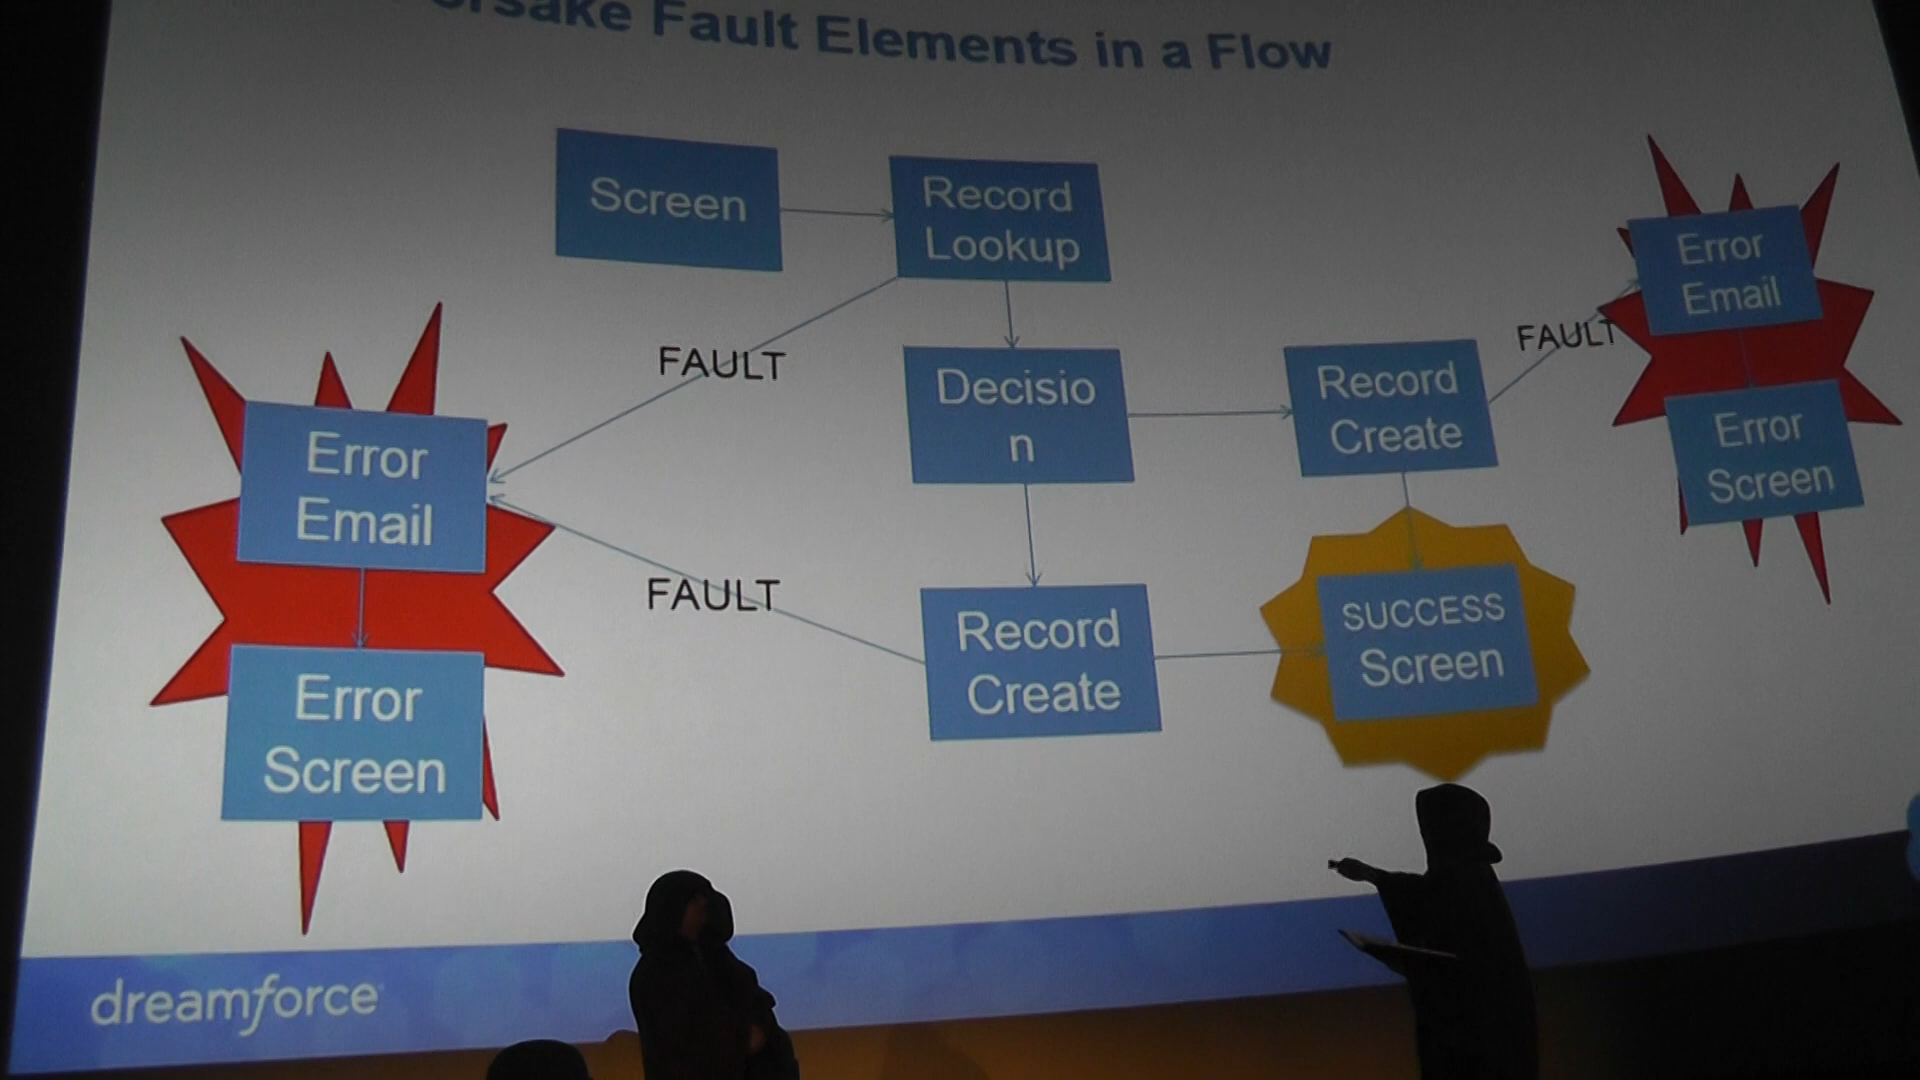 Fault Elements in a Flow
Screen
Record
Lookup
Error
Email
FAULT
FAULT
Decisio
n
Record
Create
Error
Screen
Error
Email
FAULT
Record
Create
SUCCESS
Screen
Error
Screen
dreamforce